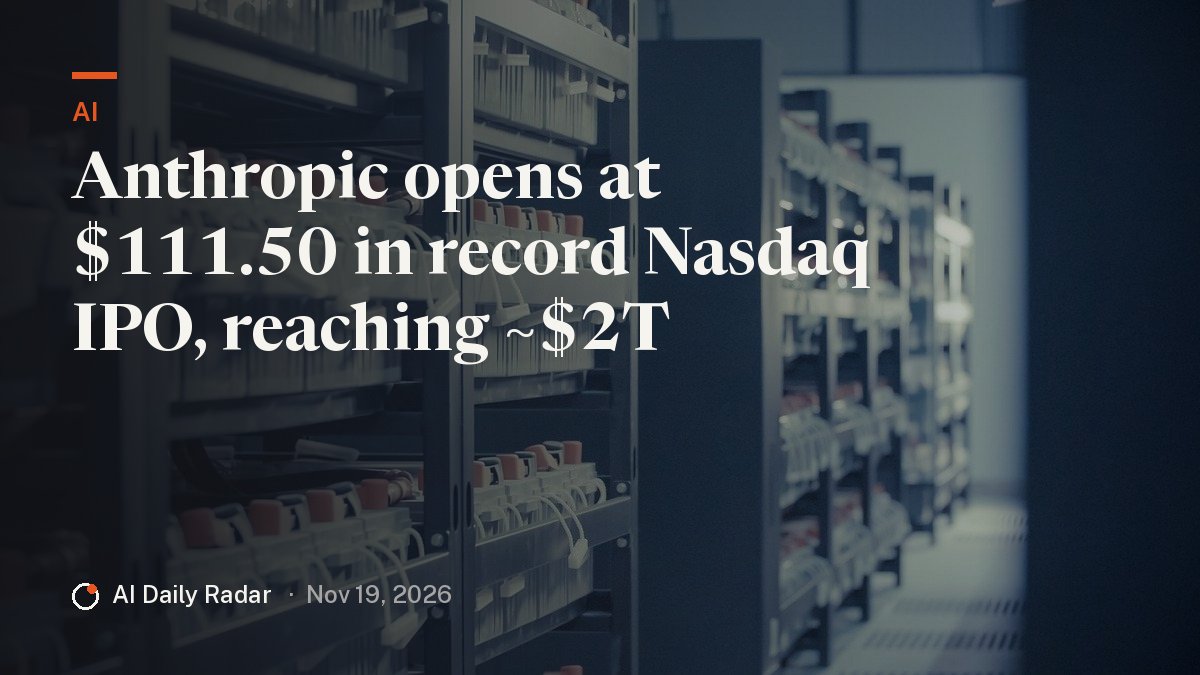 AI
Anthropic opens at
$111.50 in record Nasdaq
IPO, reaching ~$2T
AI Daily Radar · Nov 19, 2026